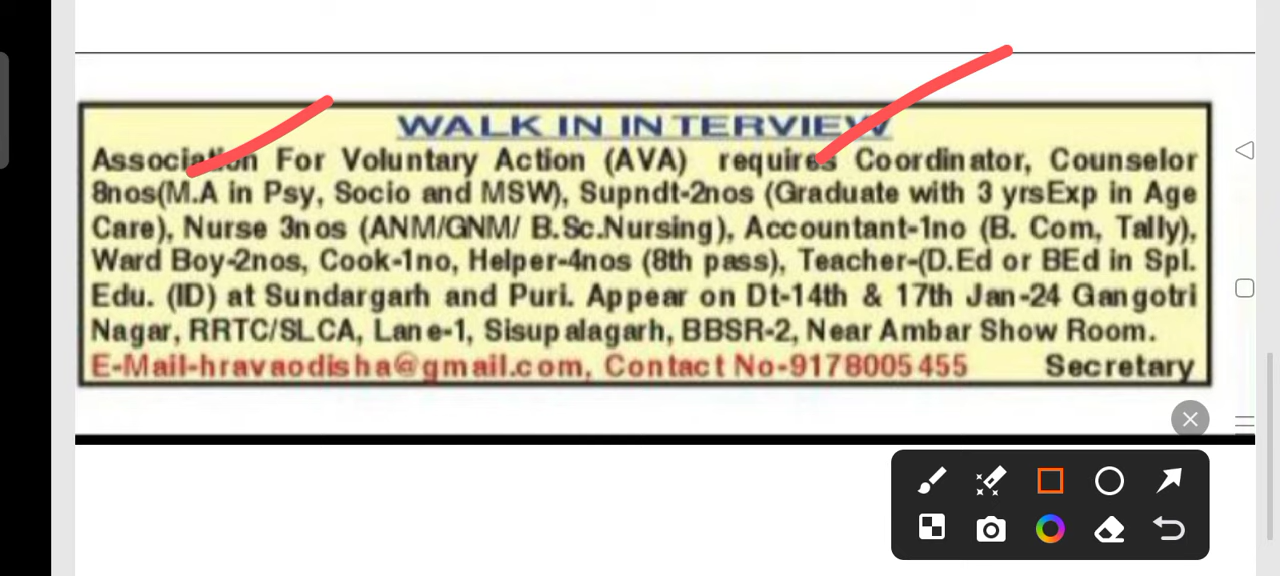 WALK IN INTERVIEW
Association For Voluntary Action (AVA) requires Coordinator, Counselor
8nos(M.A in Psy, Socio and MSW), Supndt-2nos (Graduate with 3 yrsExp in Age
Care), Nurse 3nos (ANM/GNM/ B.Sc.Nursing), Accountant-1no (B. Com, Tally),
Ward Boy-2nos, Cook-1no, Helper-4nos (8th pass), Teacher-(D.Ed or BEd in Spl.
Edu. (ID) at Sundargarh and Puri. Appear on Dt-14th & 17th Jan-24 Gangotri
Nagar, RRTC/SLCA, Lane-1, Sisupalagarh, BBSR-2, Near Ambar Show Room.
E-Mail-hravaodisha@gmail.com, Contact No-9178005455 Secretary